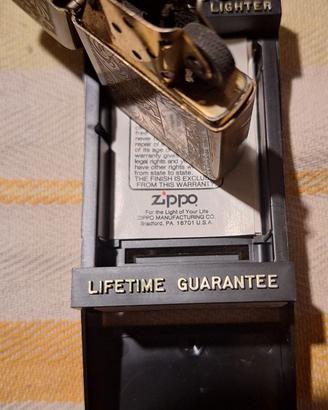 LIGHTER
never
repair of
of its age
warranty
legal rights and
have other rights
from state to state.
THE FINISH IS EXCLU
FROM THIS WARRANTY
zippo
For the Light of Your Life
ZIPPO MANUFACTURING CO.
Bradford, PA. 16701 U.S.A.
LIFETIME GUARANTEE